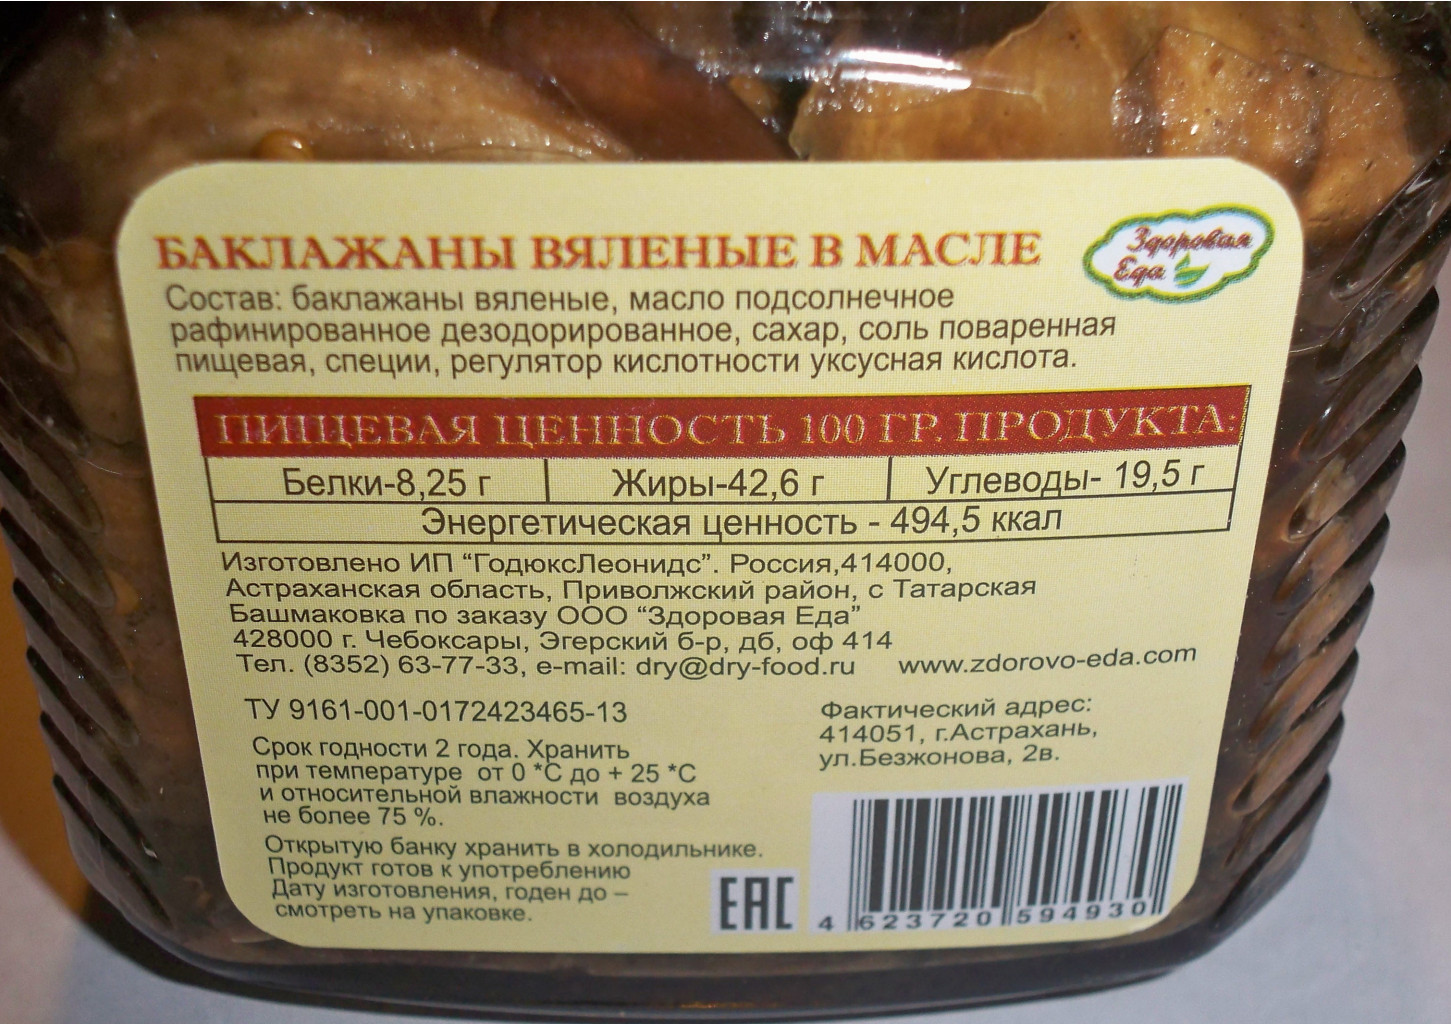 БАКЛАЖАНЫ ВЯЛЕНЫЕ В МАСЛЕ
Здоровая
Еда
Состав: баклажаны вяленые, масло подсолнечное
рафинированное дезодорированное, сахар, соль поваренная
пищевая, специи, регулятор кислотности уксусная кислота.
ПИЩЕВАЯ ЦЕННОСТЬ 100 ГР. ПРОДУКТА:
Белки-8,25 г Жиры-42,6 г Углеводы- 19,5 г
Энергетическая ценность - 494,5 ккал
Изготовлено ИП “ГодюксЛеонидс”. Россия,414000,
Астраханская область, Приволжский район, с Татарская
Башмаковка по заказу ООО “Здоровая Еда”
428000 г. Чебоксары, Эгерский б-р, дб, оф 414
Тел. (8352) 63-77-33, e-mail: dry@dry-food.ru www.zdorovo-eda.com
ТУ 9161-001-0172423465-13
Срок годности 2 года. Хранить
при температуре от 0 *С до + 25 *С
и относительной влажности воздуха
не более 75 %.
Открытую банку хранить в холодильнике.
Продукт готов к употреблению
Дату изготовления, годен до –
смотреть на упаковке.
Фактический адрес:
414051, г.Астрахань,
ул.Безжонова, 2в.
ЕАС
4 623720 594930